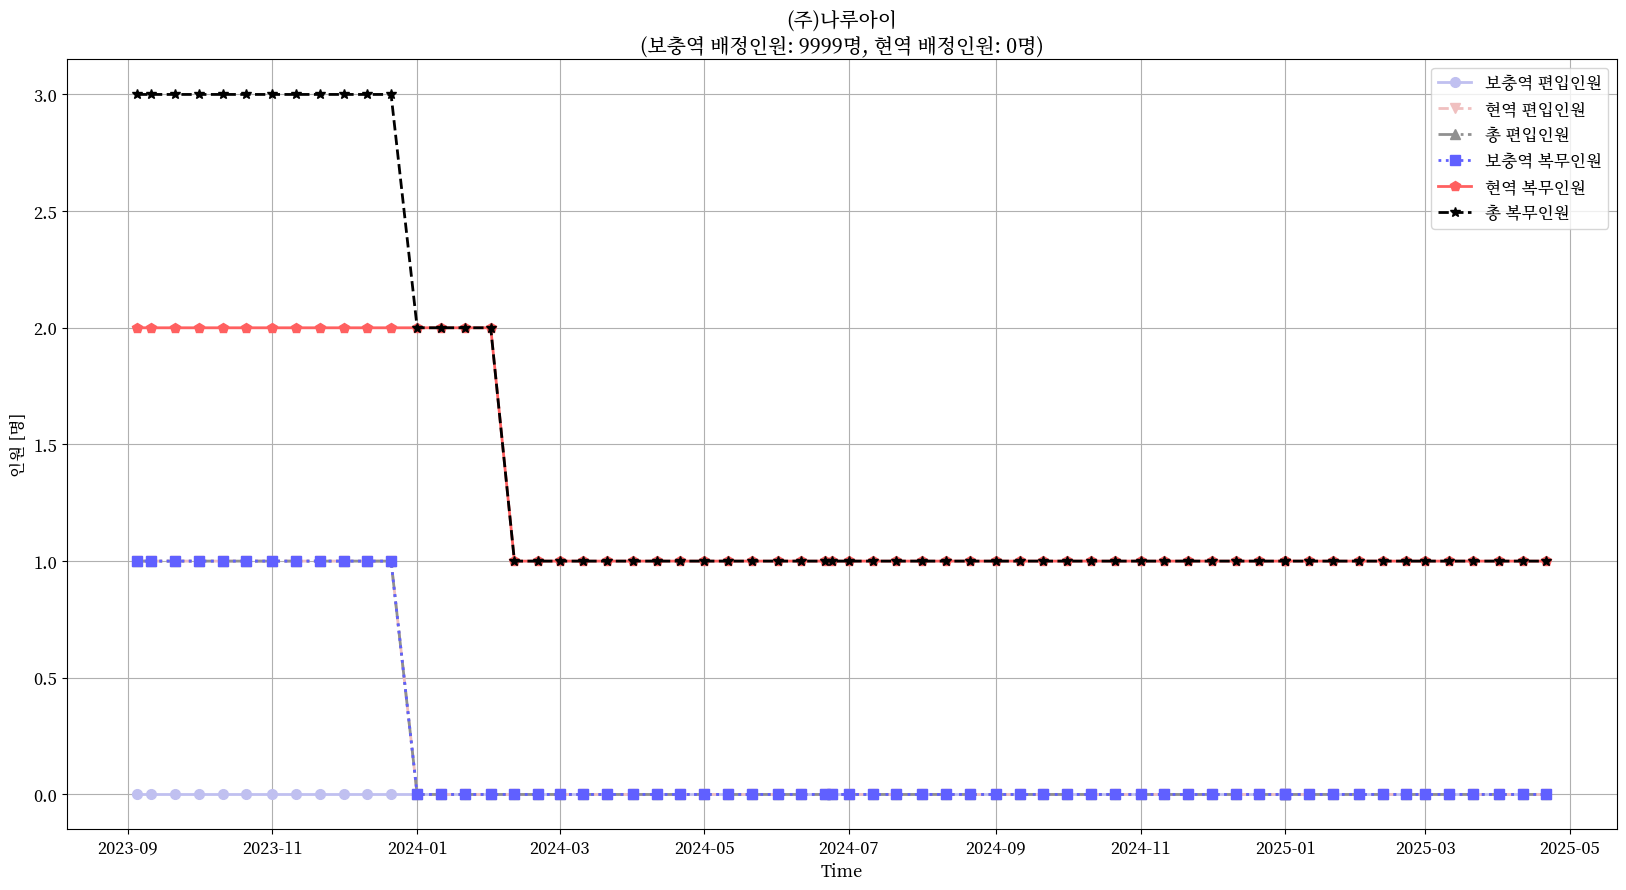 (주)나루아이
(보충역 배정인원: 9999명, 현역 배정인원: 0명)
보충역 편입인원
현역 편입인원
총 편입인원
보충역 복무인원
현역 복무인원
총 복무인원
인원 [명]
3.0
2.5
2.0
1.5
1.0
0.5
0.0
2023-09
2023-11
2024-01
2024-03
2024-05
2024-07
2024-09
2024-11
2025-01
2025-03
2025-05
Time